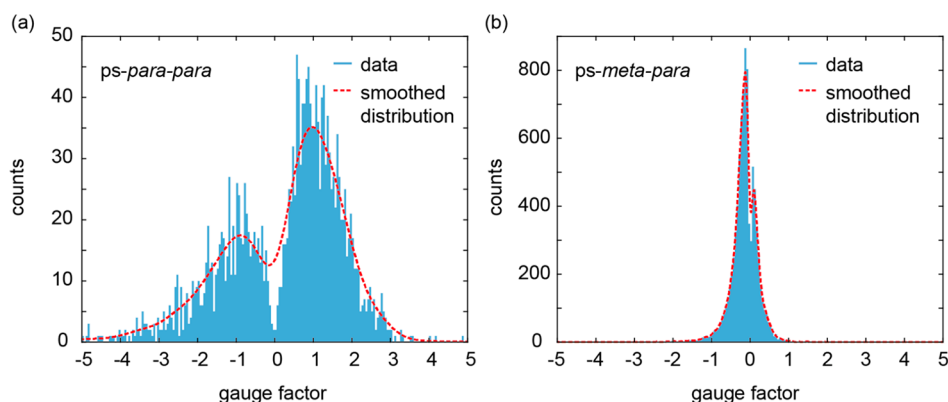 (a)
50
40
30
20
10
0
counts
ps-para-para
data
smoothed
distribution
-5 -4 -3 -2 -1 0 1 2 3 4 5
gauge factor
(b)
800
600
400
200
0
counts
ps-meta-para
data
smoothed
distribution
-5 -4 -3 -2 -1 0 1 2 3 4 5
gauge factor